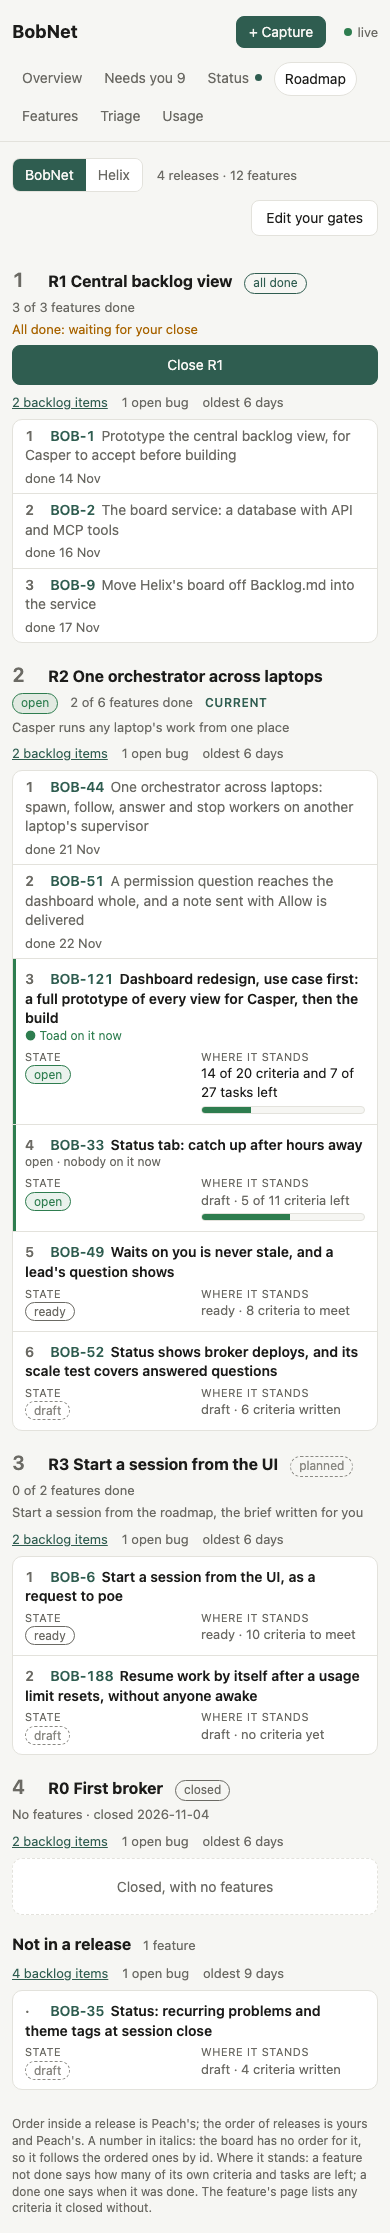 BobNet
+ Capture
live
Overview
Needs you 9
Status
Roadmap
Features
Triage
Usage
BobNet
Helix
4 releases · 12 features
Edit your gates
1 R1 Central backlog view all done
3 of 3 features done
All done: waiting for your close
Close R1
2 backlog items 1 open bug oldest 6 days
1 BOB-1 Prototype the central backlog view, for
Casper to accept before building
done 14 Nov
2 BOB-2 The board service: a database with API
and MCP tools
done 16 Nov
3 BOB-9 Move Helix's board off Backlog.md into
the service
done 17 Nov
2 R2 One orchestrator across laptops
open 2 of 6 features done CURRENT
Casper runs any laptop's work from one place
2 backlog items 1 open bug oldest 6 days
1 BOB-44 One orchestrator across laptops:
spawn, follow, answer and stop workers on another
laptop's supervisor
done 21 Nov
2 BOB-51 A permission question reaches the
dashboard whole, and a note sent with Allow is
delivered
done 22 Nov
3 BOB-121 Dashboard redesign, use case first:
a full prototype of every view for Casper, then the
build
Toad on it now
STATE WHERE IT STANDS
open 14 of 20 criteria and 7 of
27 tasks left
4 BOB-33 Status tab: catch up after hours away
open · nobody on it now
STATE WHERE IT STANDS
open draft · 5 of 11 criteria left
5 BOB-49 Waits on you is never stale, and a
lead's question shows
STATE WHERE IT STANDS
ready ready · 8 criteria to meet
6 BOB-52 Status shows broker deploys, and its
scale test covers answered questions
STATE WHERE IT STANDS
draft draft · 6 criteria written
3 R3 Start a session from the UI planned
0 of 2 features done
Start a session from the roadmap, the brief written for you
2 backlog items 1 open bug oldest 6 days
1 BOB-6 Start a session from the UI, as a
request to poe
STATE WHERE IT STANDS
ready ready · 10 criteria to meet
2 BOB-188 Resume work by itself after a usage
limit resets, without anyone awake
STATE WHERE IT STANDS
draft draft · no criteria yet
4 R0 First broker closed
No features · closed 2026-11-04
2 backlog items 1 open bug oldest 6 days
Closed, with no features
Not in a release 1 feature
4 backlog items 1 open bug oldest 9 days
· BOB-35 Status: recurring problems and
theme tags at session close
STATE WHERE IT STANDS
draft draft · 4 criteria written
Order inside a release is Peach's; the order of releases is yours
and Peach's. A number in italics: the board has no order for it,
so it follows the ordered ones by id. Where it stands: a feature
not done says how many of its own criteria and tasks are left; a
done one says when it was done. The feature's page lists any
criteria it closed without.